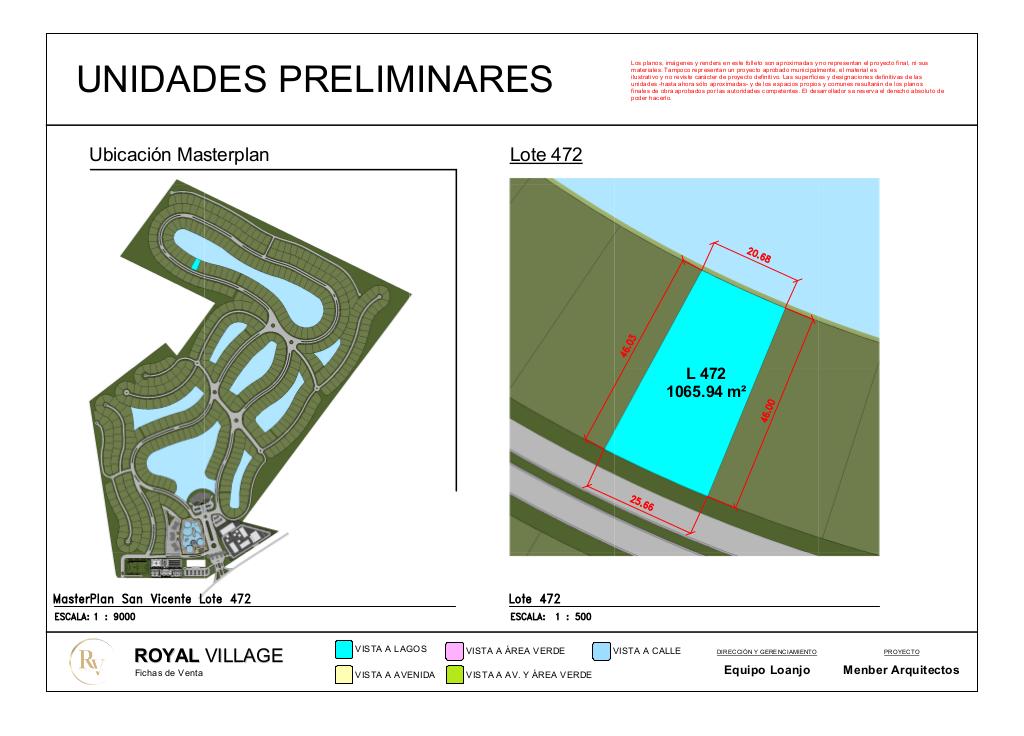 UNIDADES PRELIMINARES
Los planos, imágenes y renders en este folleto son aproximadas y no representan el proyecto final, ni sus
materiales. Tampoco representan un proyecto aprobado municipalmente, el material es
ilustrativo y no reviste carácter de proyecto definitivo. Las superficies y designaciones definitivas de las
unidades -hasta ahora sólo aproximadas- y de los espacios propios y comunes resultarán de los planos
finales de obra aprobados por las autoridades competentes. El desarrollador se reserva el derecho absoluto de
poder hacerlo.
Ubicación Masterplan
Lote 472
20.68
46.03
L 472
1065.94 m²
46.00
25.66
MasterPlan San Vicente Lote 472
ESCALA: 1 : 9000
Lote 472
ESCALA: 1 : 500
RV
ROYAL VILLAGE
Fichas de Venta
VISTA A LAGOS
VISTA A ÁREA VERDE
VISTA A CALLE
VISTA A AVENIDA
VISTA A AV. Y ÁREA VERDE
DIRECCIÓN Y GERENCIAMIENTO
Equipo Loanjo
PROYECTO
Menber Arquitectos